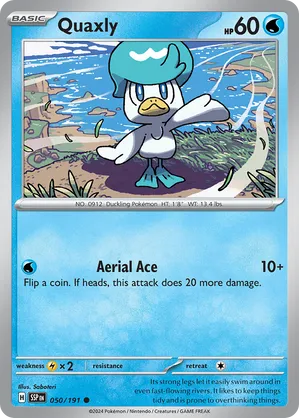 BASIC Quaxly HP 60
NO. 0912 Duckling Pokémon HT: 1'8" WT: 13.4 lbs.
Aerial Ace 10+
Flip a coin. If heads, this attack does 20 more damage.
weakness ×2 resistance retreat
Illus. Saboteri
H SSP EN 050/191
Its strong legs let it easily swim around in
even fast-flowing rivers. It likes to keep things
tidy and is prone to overthinking things.
©2024 Pokémon / Nintendo / Creatures / GAME FREAK